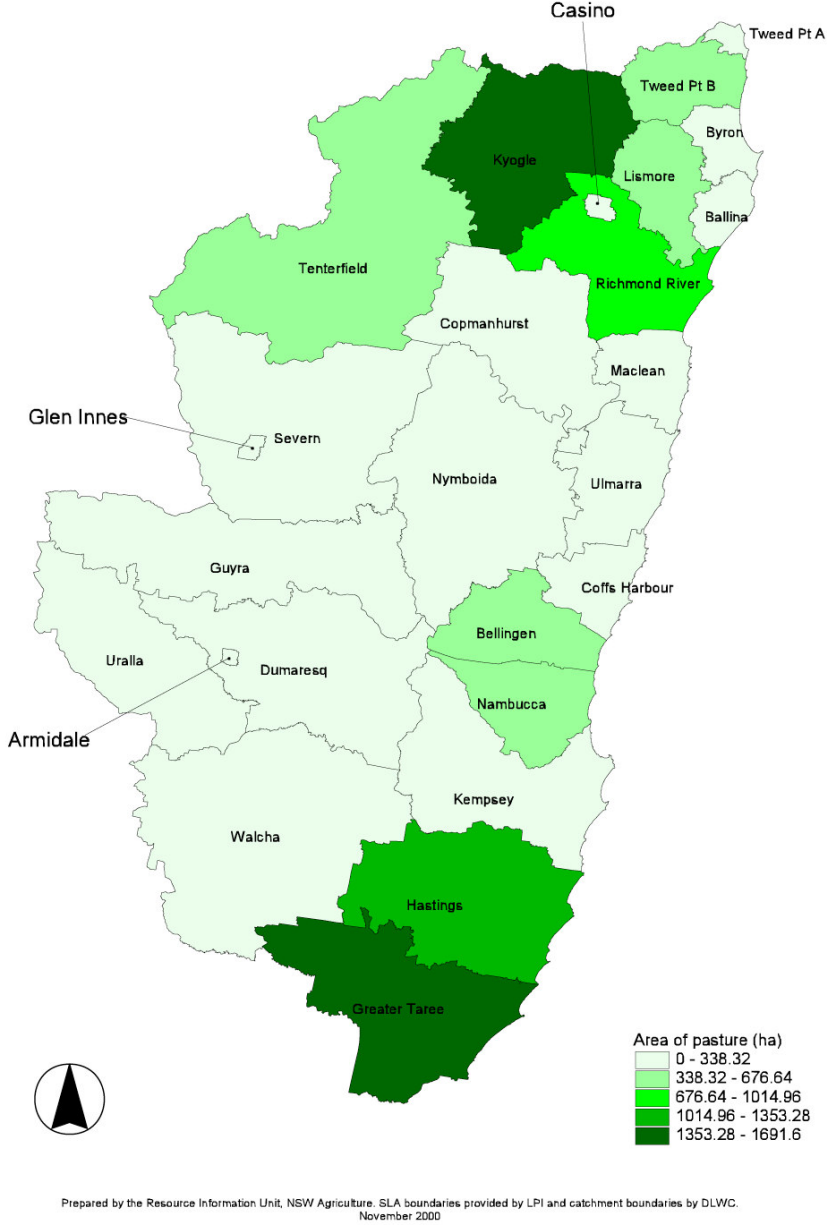 Casino
Tweed Pt A
Tweed Pt B
Byron
Kyogle
Lismore
Ballina
Tenterfield
Richmond River
Copmanhurst
Maclean
Glen Innes
Severn
Nymboida
Ulmarra
Guyra
Coffs Harbour
Bellingen
Uralla
Dumaresq
Nambucca
Armidale
Kempsey
Walcha
Hastings
Greater Taree
Area of pasture (ha)
0 - 338.32
338.32 - 676.64
676.64 - 1014.96
1014.96 - 1353.28
1353.28 - 1691.6
Prepared by the Resource Information Unit, NSW Agriculture. SLA boundaries provided by LPI and catchment boundaries by DLWC.
November 2000